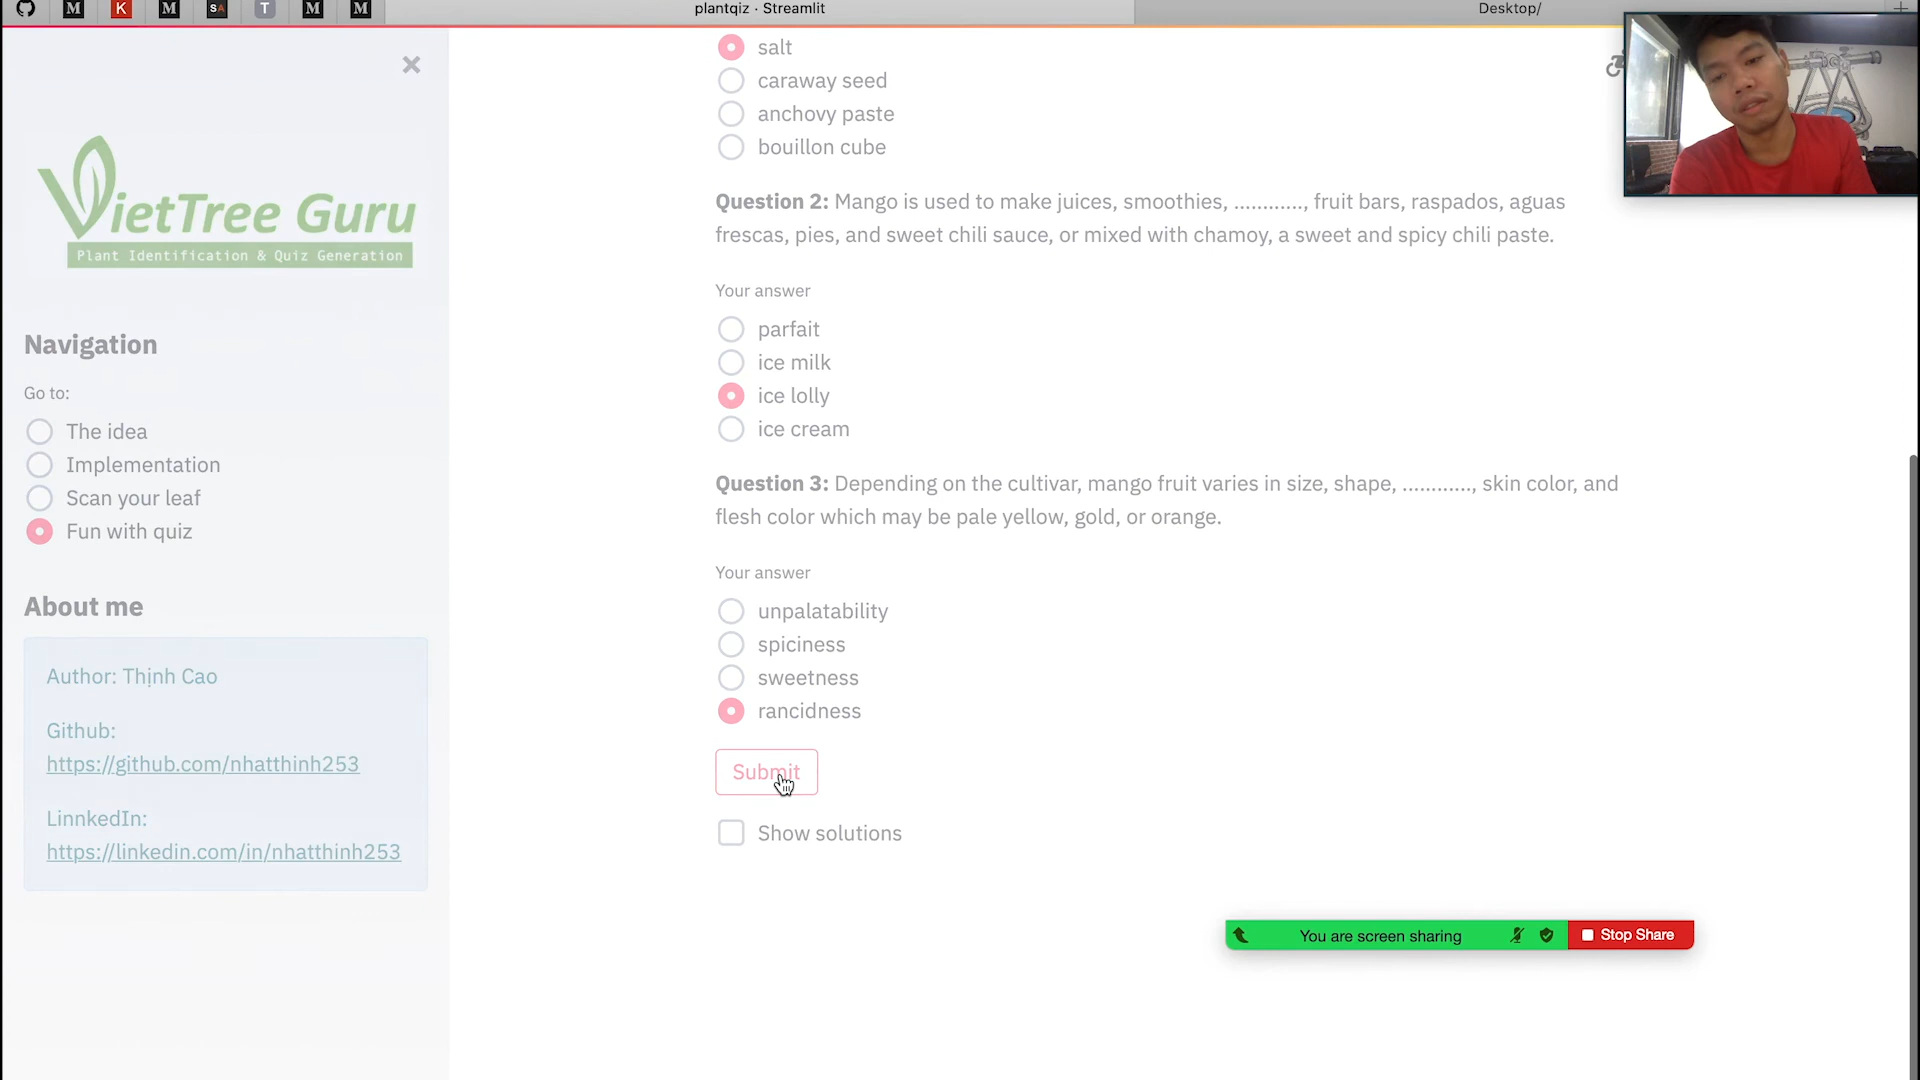 M
K
M
SA
T
M
M
plantqiz · Streamlit
Desktop/
VietTree Guru
Plant Identification & Quiz Generation
Navigation
Go to:
The idea
Implementation
Scan your leaf
Fun with quiz
About me
Author: Thịnh Cao
Github:
https://github.com/nhatthinh253
LinnkedIn:
https://linkedin.com/in/nhatthinh253
salt
caraway seed
anchovy paste
bouillon cube
Question 2: Mango is used to make juices, smoothies, ............, fruit bars, raspados, aguas
frescas, pies, and sweet chili sauce, or mixed with chamoy, a sweet and spicy chili paste.
Your answer
parfait
ice milk
ice lolly
ice cream
Question 3: Depending on the cultivar, mango fruit varies in size, shape, ............, skin color, and
flesh color which may be pale yellow, gold, or orange.
Your answer
unpalatability
spiciness
sweetness
rancidness
Submit
Show solutions
You are screen sharing
Stop Share